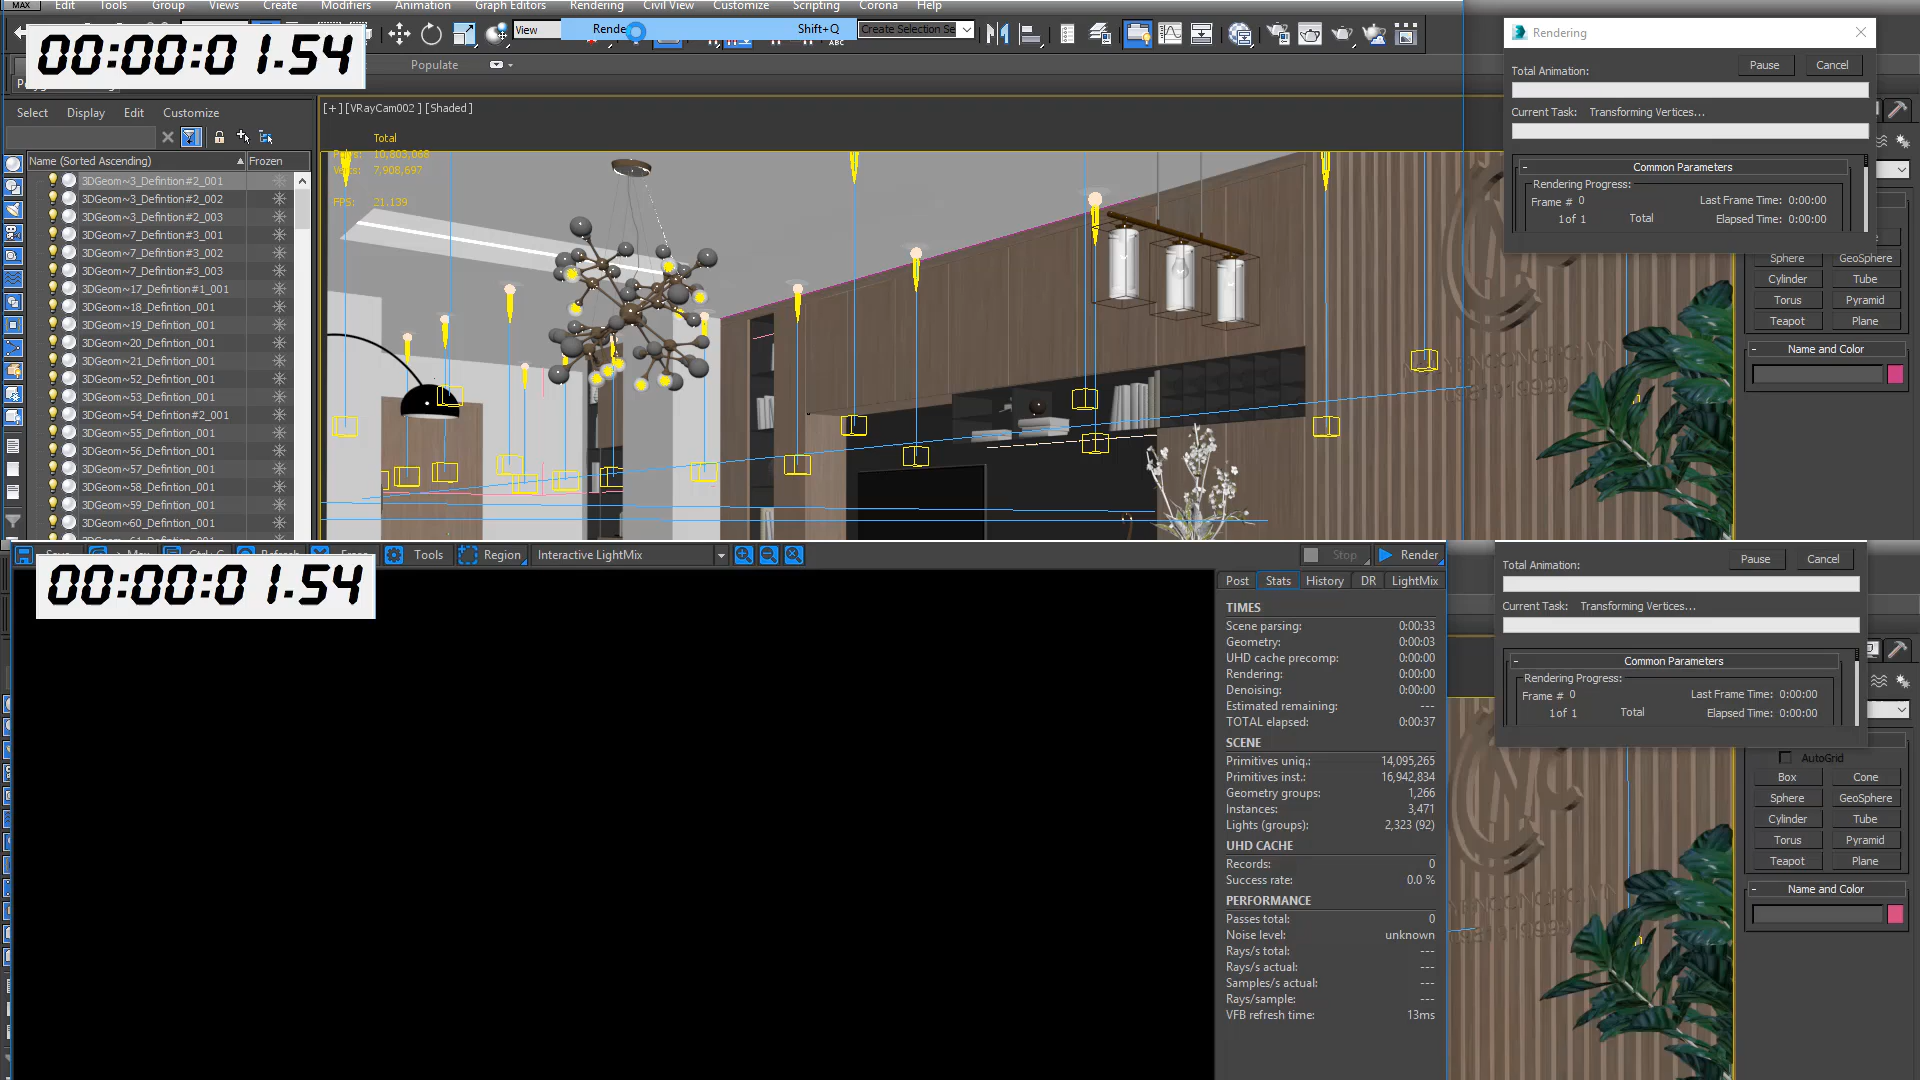 MAX Edit Tools Group Views Create Modifiers Animation Graph Editors Rendering Civil View Customize Scripting Corona Help
View Render Shift+Q Create Selection Se
00:00:01.54
Populate
Select Display Edit Customize
Name (Sorted Ascending) Frozen
3DGeom~3_Defintion#2_001
3DGeom~3_Defintion#2_002
3DGeom~3_Defintion#2_003
3DGeom~7_Defintion#3_001
3DGeom~7_Defintion#3_002
3DGeom~7_Defintion#3_003
3DGeom~17_Defintion#1_001
3DGeom~18_Defintion_001
3DGeom~19_Defintion_001
3DGeom~20_Defintion_001
3DGeom~21_Defintion_001
3DGeom~52_Defintion_001
3DGeom~53_Defintion_001
3DGeom~54_Defintion#2_001
3DGeom~55_Defintion_001
3DGeom~56_Defintion_001
3DGeom~57_Defintion_001
3DGeom~58_Defintion_001
3DGeom~59_Defintion_001
3DGeom~60_Defintion_001
[+] [VRayCam002 ] [Shaded ]
Total
Polys: 10,803,068
Verts: 7,908,697
FPS: 21.139
Rendering
Total Animation: Pause Cancel
Current Task: Transforming Vertices...
- Common Parameters
Rendering Progress:
Frame # 0 Last Frame Time: 0:00:00
1 of 1 Total Elapsed Time: 0:00:00
Sphere GeoSphere
Cylinder Tube
Torus Pyramid
Teapot Plane
- Name and Color
Tools Region Interactive LightMix Stop Render
00:00:01.54
Post Stats History DR LightMix
TIMES
Scene parsing: 0:00:33
Geometry: 0:00:03
UHD cache precomp: 0:00:00
Rendering: 0:00:00
Denoising: 0:00:00
Estimated remaining: ---
TOTAL elapsed: 0:00:37
SCENE
Primitives uniq.: 14,095,265
Primitives inst.: 16,942,834
Geometry groups: 1,266
Instances: 3,471
Lights (groups): 2,323 (92)
UHD CACHE
Records: 0
Success rate: 0.0 %
PERFORMANCE
Passes total: 0
Noise level: unknown
Rays/s total: ---
Rays/s actual: ---
Samples/s actual: ---
Rays/sample: ---
VFB refresh time: 13ms
Pause Cancel
Total Animation:
Current Task: Transforming Vertices...
- Common Parameters
Rendering Progress:
Frame # 0 Last Frame Time: 0:00:00
1 of 1 Total Elapsed Time: 0:00:00
AutoGrid
Box Cone
Sphere GeoSphere
Cylinder Tube
Torus Pyramid
Teapot Plane
- Name and Color